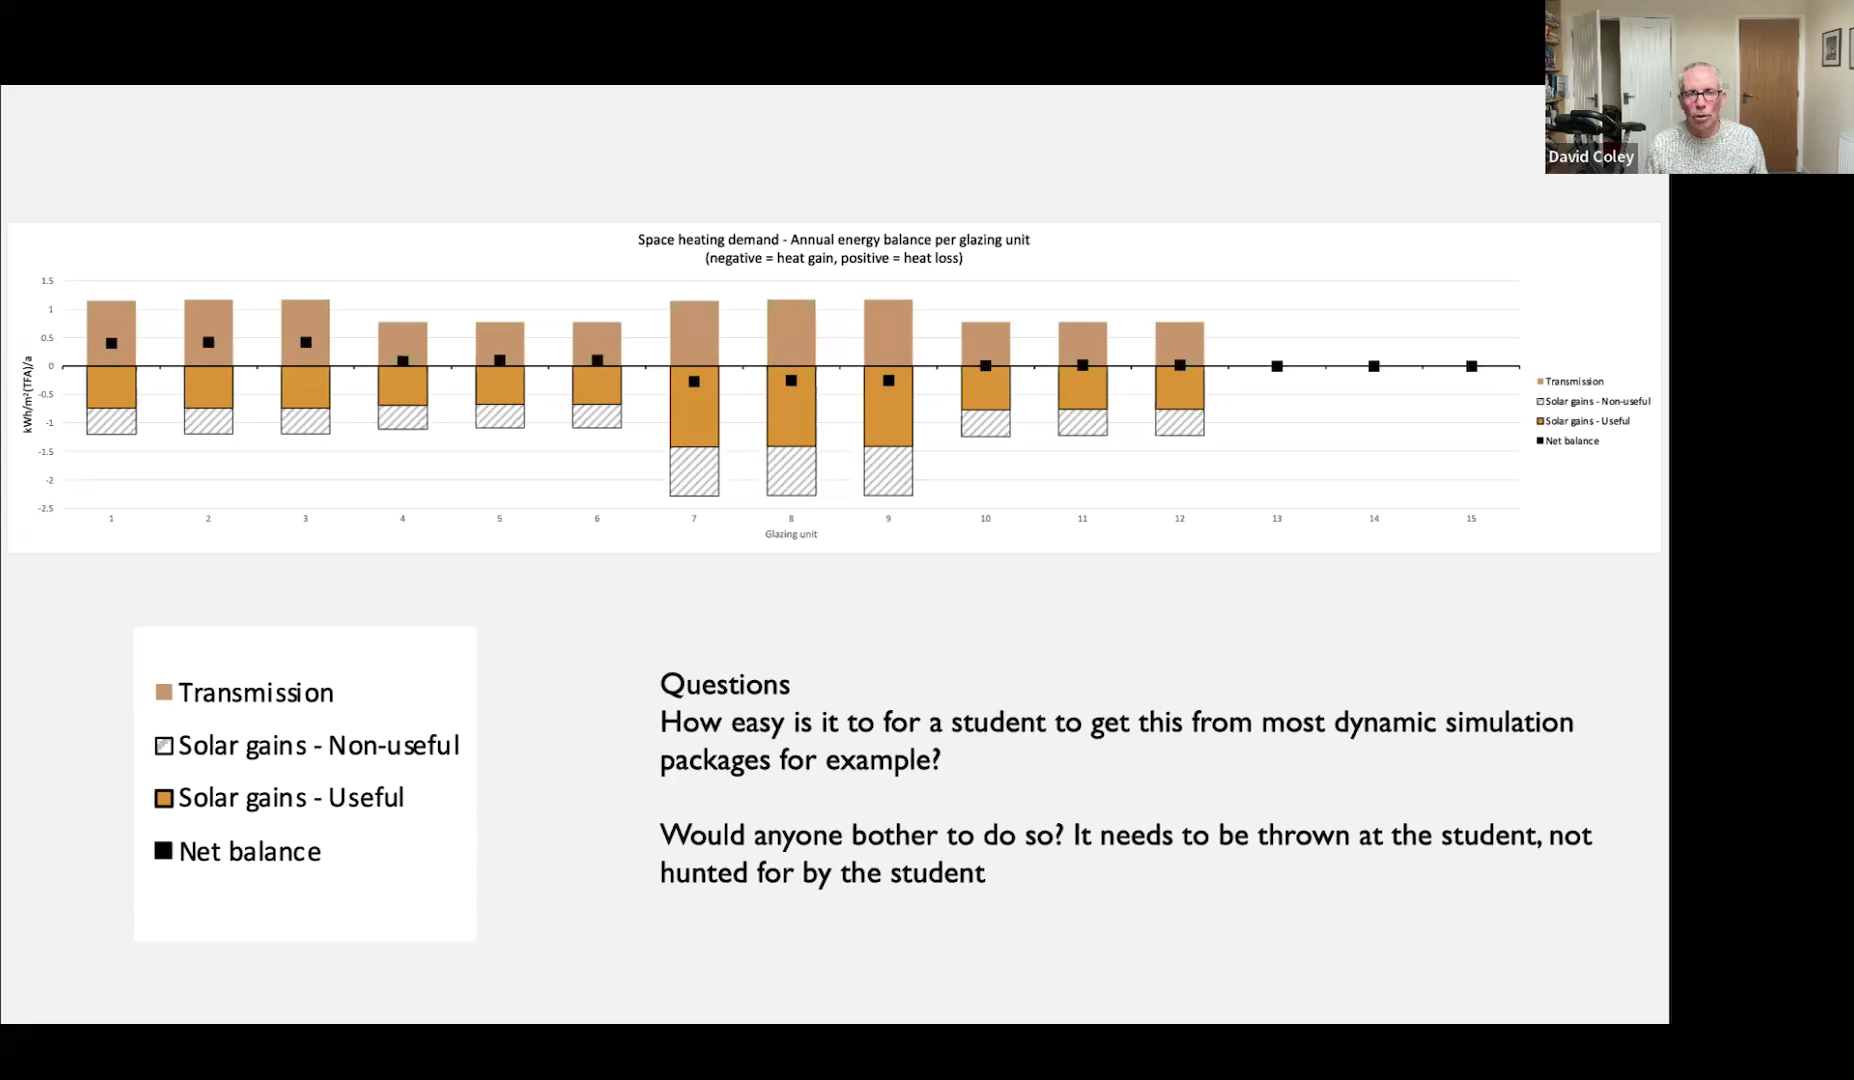 David Coley
Space heating demand - Annual energy balance per glazing unit
(negative = heat gain, positive = heat loss)
kWh/m²(TFA)/a
1.5
1
0.5
0
-0.5
-1
-1.5
-2
-2.5
1 2 3 4 5 6 7 8 9 10 11 12 13 14 15
Glazing unit
Transmission
Solar gains - Non-useful
Solar gains - Useful
Net balance
Transmission
Solar gains - Non-useful
Solar gains - Useful
Net balance
Questions
How easy is it to for a student to get this from most dynamic simulation
packages for example?
Would anyone bother to do so? It needs to be thrown at the student, not
hunted for by the student